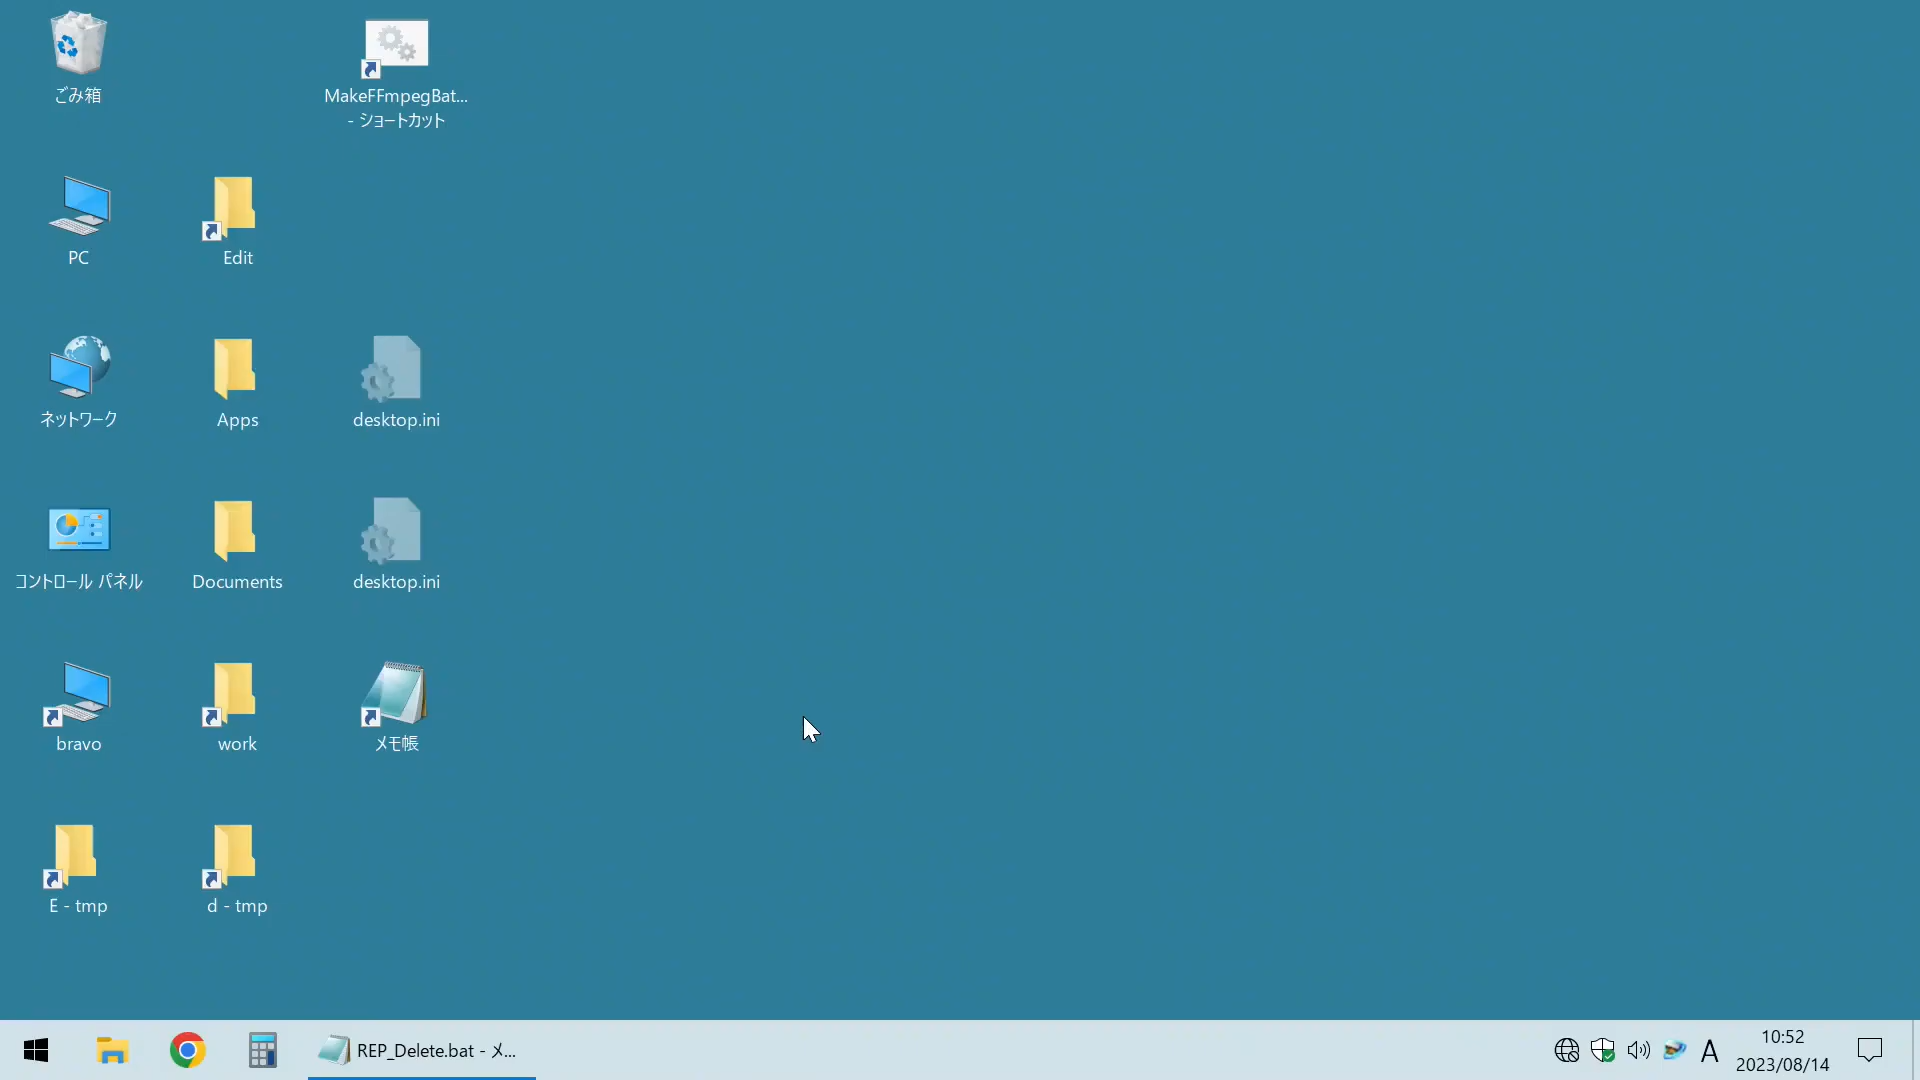 ごみ箱
MakeFFmpegBat...
- ショートカット
PC
Edit
ネットワーク
Apps
desktop.ini
コントロール パネル
Documents
desktop.ini
bravo
work
メモ帳
E - tmp
d - tmp
REP_Delete.bat - メ...
A
10:52
2023/08/14